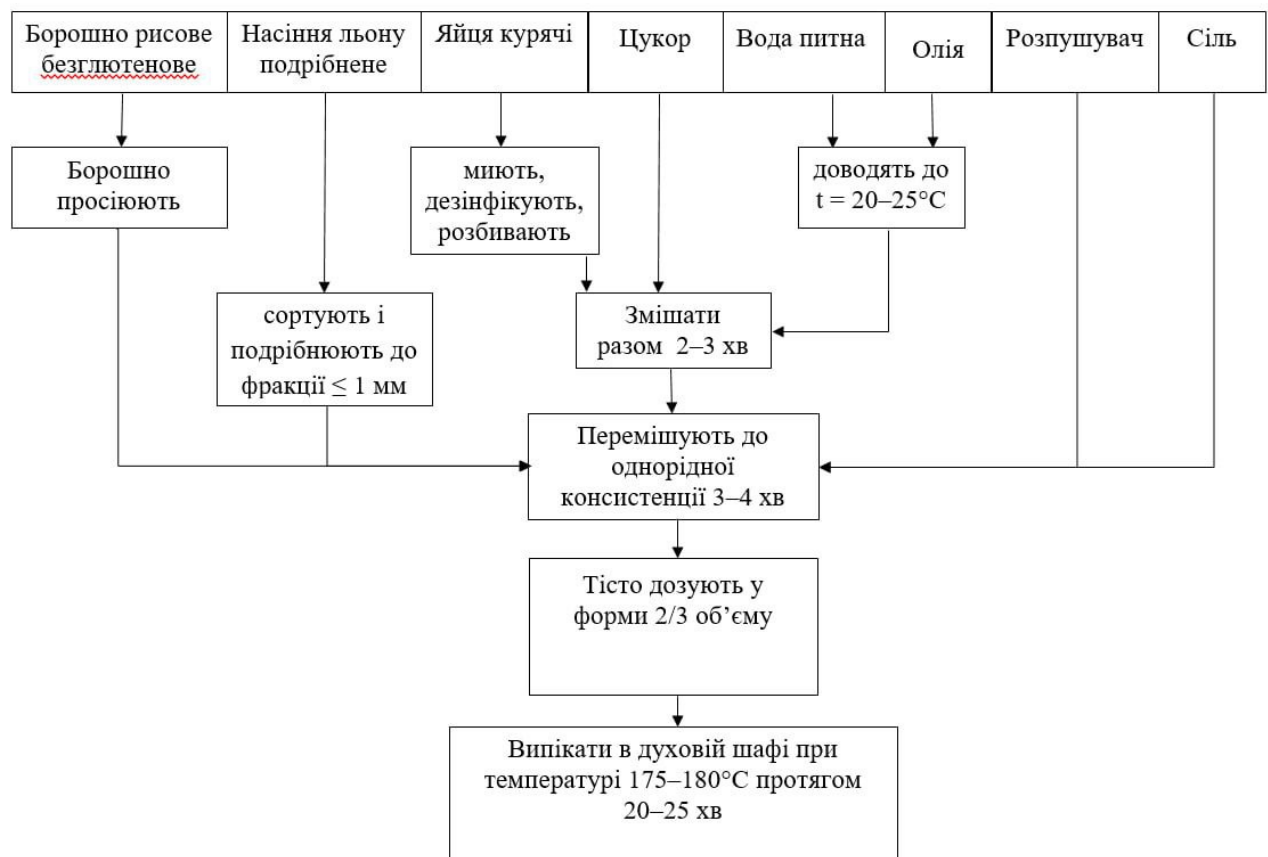 Борошно рисове
безглютенове
Насіння льону
подрібнене
Яйця курячі
Цукор
Вода питна
Олія
Розпушувач
Сіль
Борошно
просіюють
миють,
дезінфікують,
розбивають
доводять до
t = 20–25°C
сортують і
подрібнюють до
фракції ≤ 1 мм
Змішати
разом 2–3 хв
Перемішують до
однорідної
консистенції 3–4 хв
Тісто дозують у
форми 2/3 об’єму
Випікати в духовій шафі при
температурі 175–180°C протягом
20–25 хв